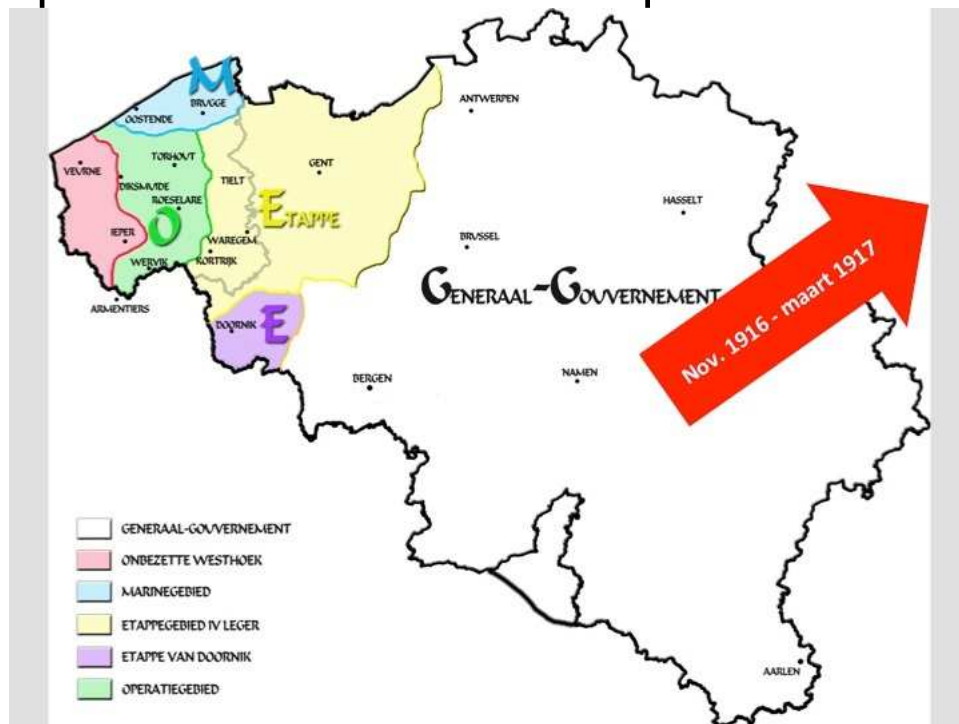 M
BRUGGE
OOSTENDE
ANTWERPEN
VEURNE
TORHOUT
DIKSMUIDE
ROESELARE
TIELT
GENT
ETAPPE
O
IEPER
WAREGEM
KORTRIJK
WERVIK
ARMENTIERS
HASSELT
BRUSSEL
GENERAAL-GOUVERNEMENT
Nov. 1916 - maart 1917
DOORNIK
E
BERGEN
NAMEN
AARLEN
GENERAAL-GOUVERNEMENT
ONBEZETTE WESTHOEK
MARINEGEBIED
ETAPPEGEBIED IV LEGER
ETAPPE VAN DOORNIK
OPERATIEGEBIED